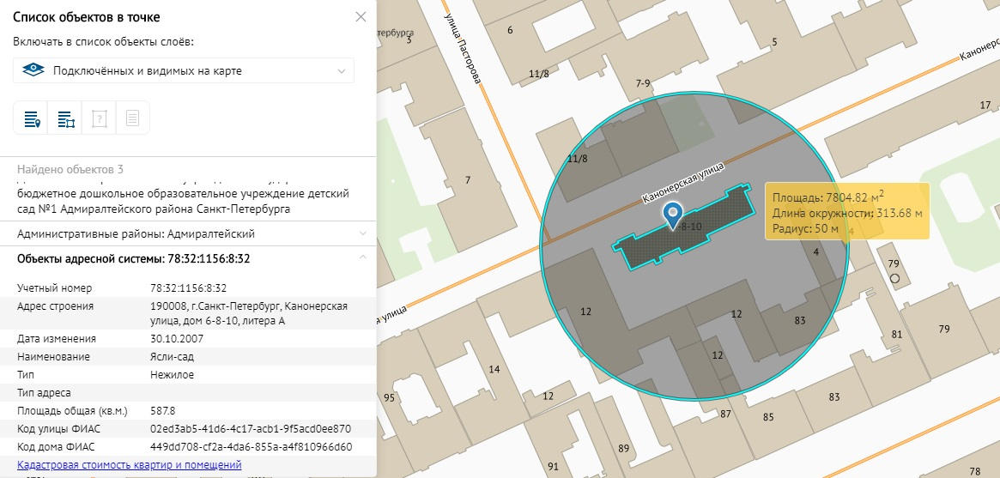 Список объектов в точке
Включать в список объекты слоёв:
Подключённых и видимых на карте
Найдено объектов 3
бюджетное дошкольное образовательное учреждение детский
сад №1 Адмиралтейского района Санкт-Петербурга
Административные районы: Адмиралтейский
Объекты адресной системы: 78:32:1156:8:32
Учетный номер 78:32:1156:8:32
Адрес строения 190008, г.Санкт-Петербург, Канонерская
улица, дом 6-8-10, литера А
Дата изменения 30.10.2007
Наименование Ясли-сад
Тип Нежилое
Тип адреса
Площадь общая (кв.м.) 587.8
Код улицы ФИАС 02ed3ab5-41d6-4c17-acb1-9f5acd0ee870
Код дома ФИАС 449dd708-cf2a-4da6-855a-a4f810966d60
Кадастровая стоимость квартир и помещений
тербурга
3
улица Пасторова
6
5
Канонерс
11/8
7-9
17
11/8
7
Канонерская улица
-8-10
Площадь: 7804.82 м2
Длина окружности: 313.68 м
Радиус: 50 м
4
4
79
а улица
12
12
83
81
79
12
14
95
12
83
87
85
89
91
78